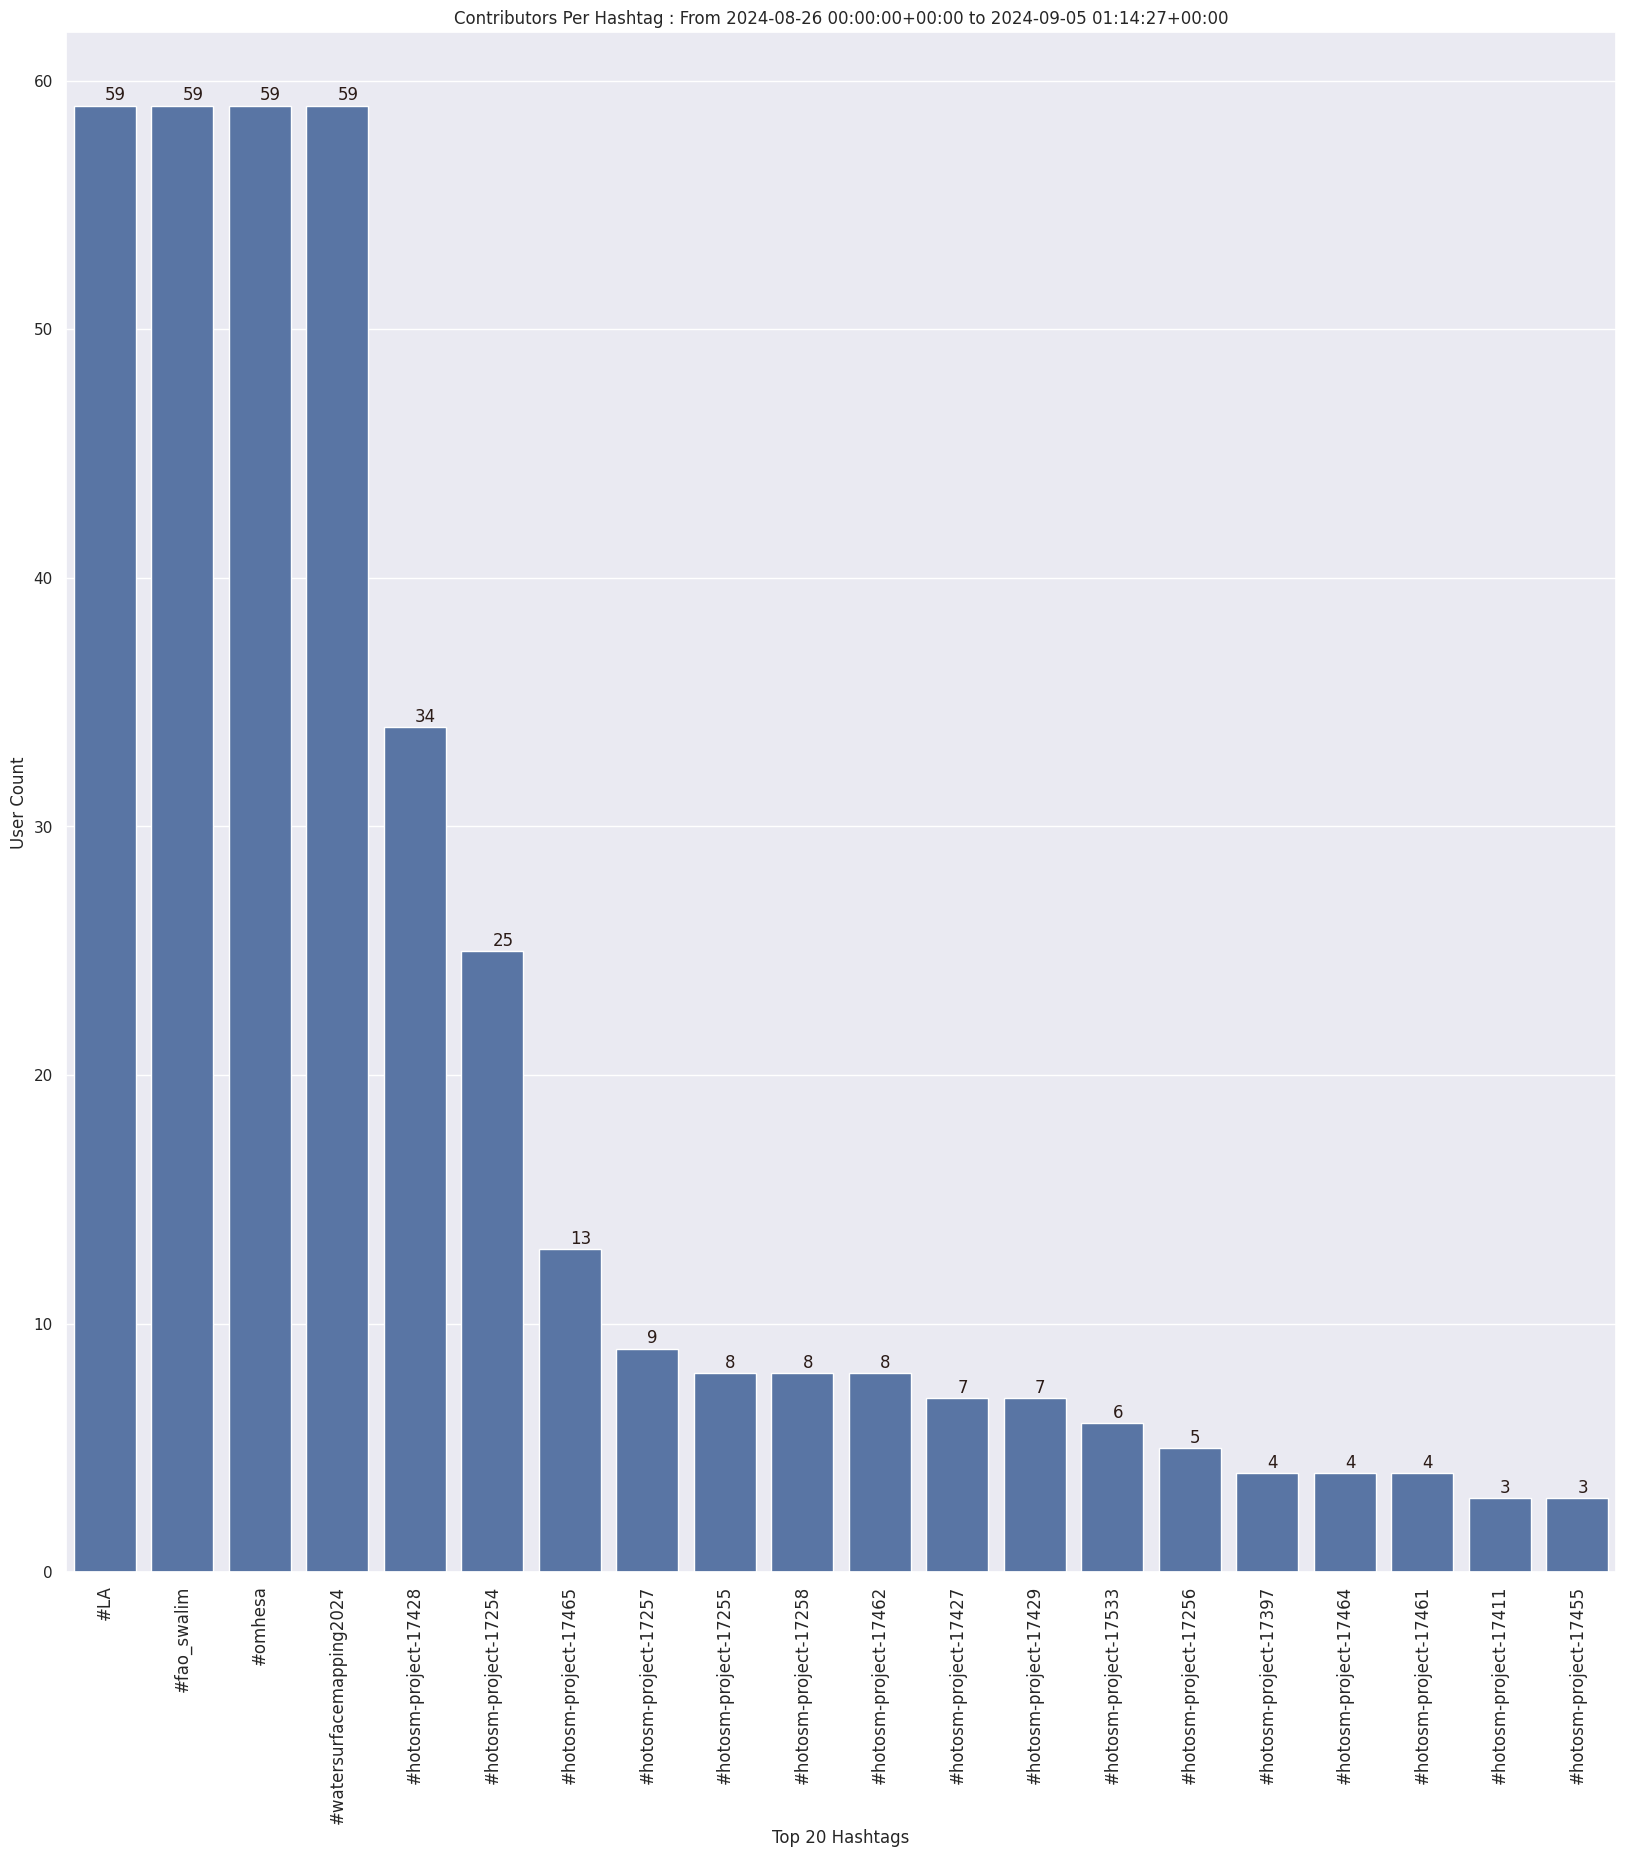 Contributors Per Hashtag : From 2024-08-26 00:00:00+00:00 to 2024-09-05 01:14:27+00:00
60
50
40
30
20
10
0
User Count
59
59
59
59
34
25
13
9
8
8
8
7
7
6
5
4
4
4
3
3
#LA
#fao_swalim
#omhesa
#watersurfacemapping2024
#hotosm-project-17428
#hotosm-project-17254
#hotosm-project-17465
#hotosm-project-17257
#hotosm-project-17255
#hotosm-project-17258
#hotosm-project-17462
#hotosm-project-17427
#hotosm-project-17429
#hotosm-project-17533
#hotosm-project-17256
#hotosm-project-17397
#hotosm-project-17464
#hotosm-project-17461
#hotosm-project-17411
#hotosm-project-17455
Top 20 Hashtags